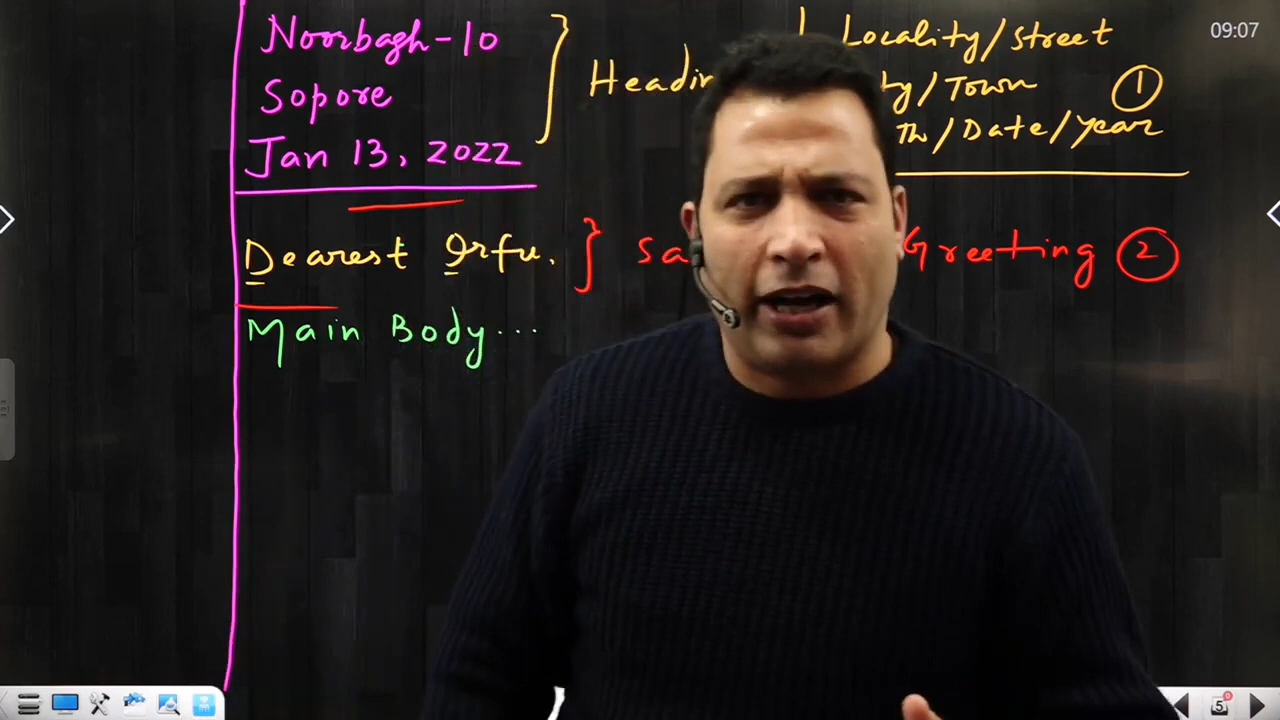 Noorbagh-10
Sopore
Jan 13, 2022
Headin
Locality/street
ty/Town 1
Th/Date/year
Dearest Irfu,
Sa
Greeting 2
Main Body...
09:07
5